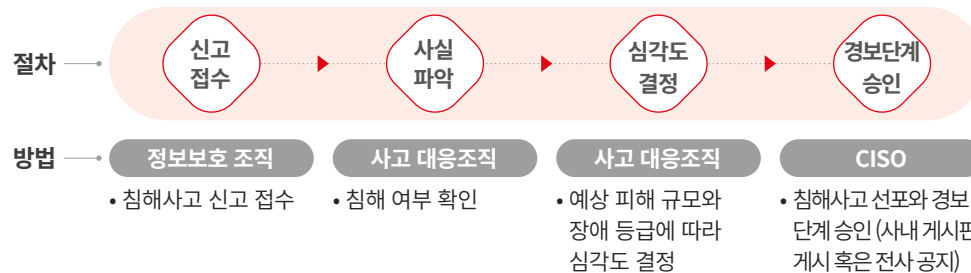 절차
신고
접수
사실
파악
심각도
결정
경보단계
승인
방법
정보보호 조직
• 침해사고 신고 접수
사고 대응조직
• 침해 여부 확인
사고 대응조직
• 예상 피해 규모와
장애 등급에 따라
심각도 결정
CISO
• 침해사고 선포와 경보
단계 승인 (사내 게시판
게시 혹은 전사 공지)